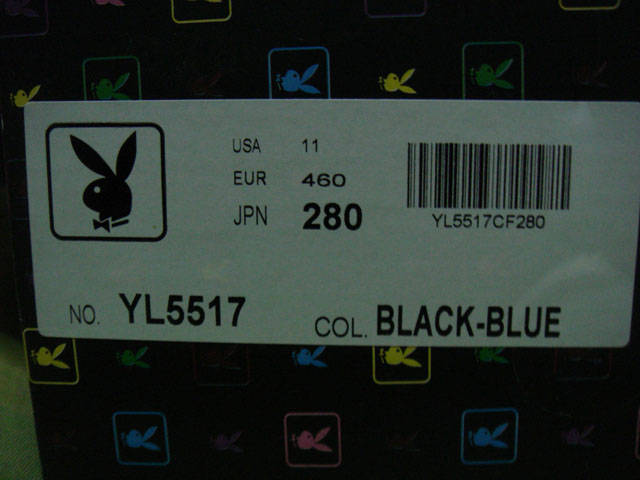 USA 11
EUR 460
JPN 280
YL5517CF280
NO. YL5517
COL. BLACK-BLUE